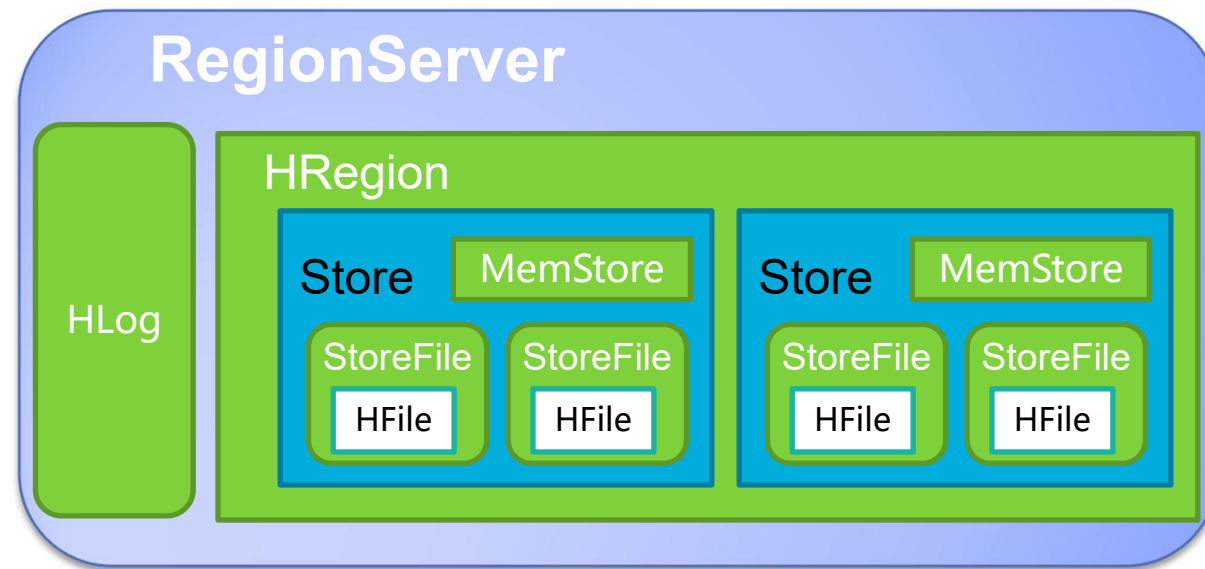 RegionServer
HLog
HRegion
Store
MemStore
StoreFile
HFile
StoreFile
HFile
Store
MemStore
StoreFile
HFile
StoreFile
HFile